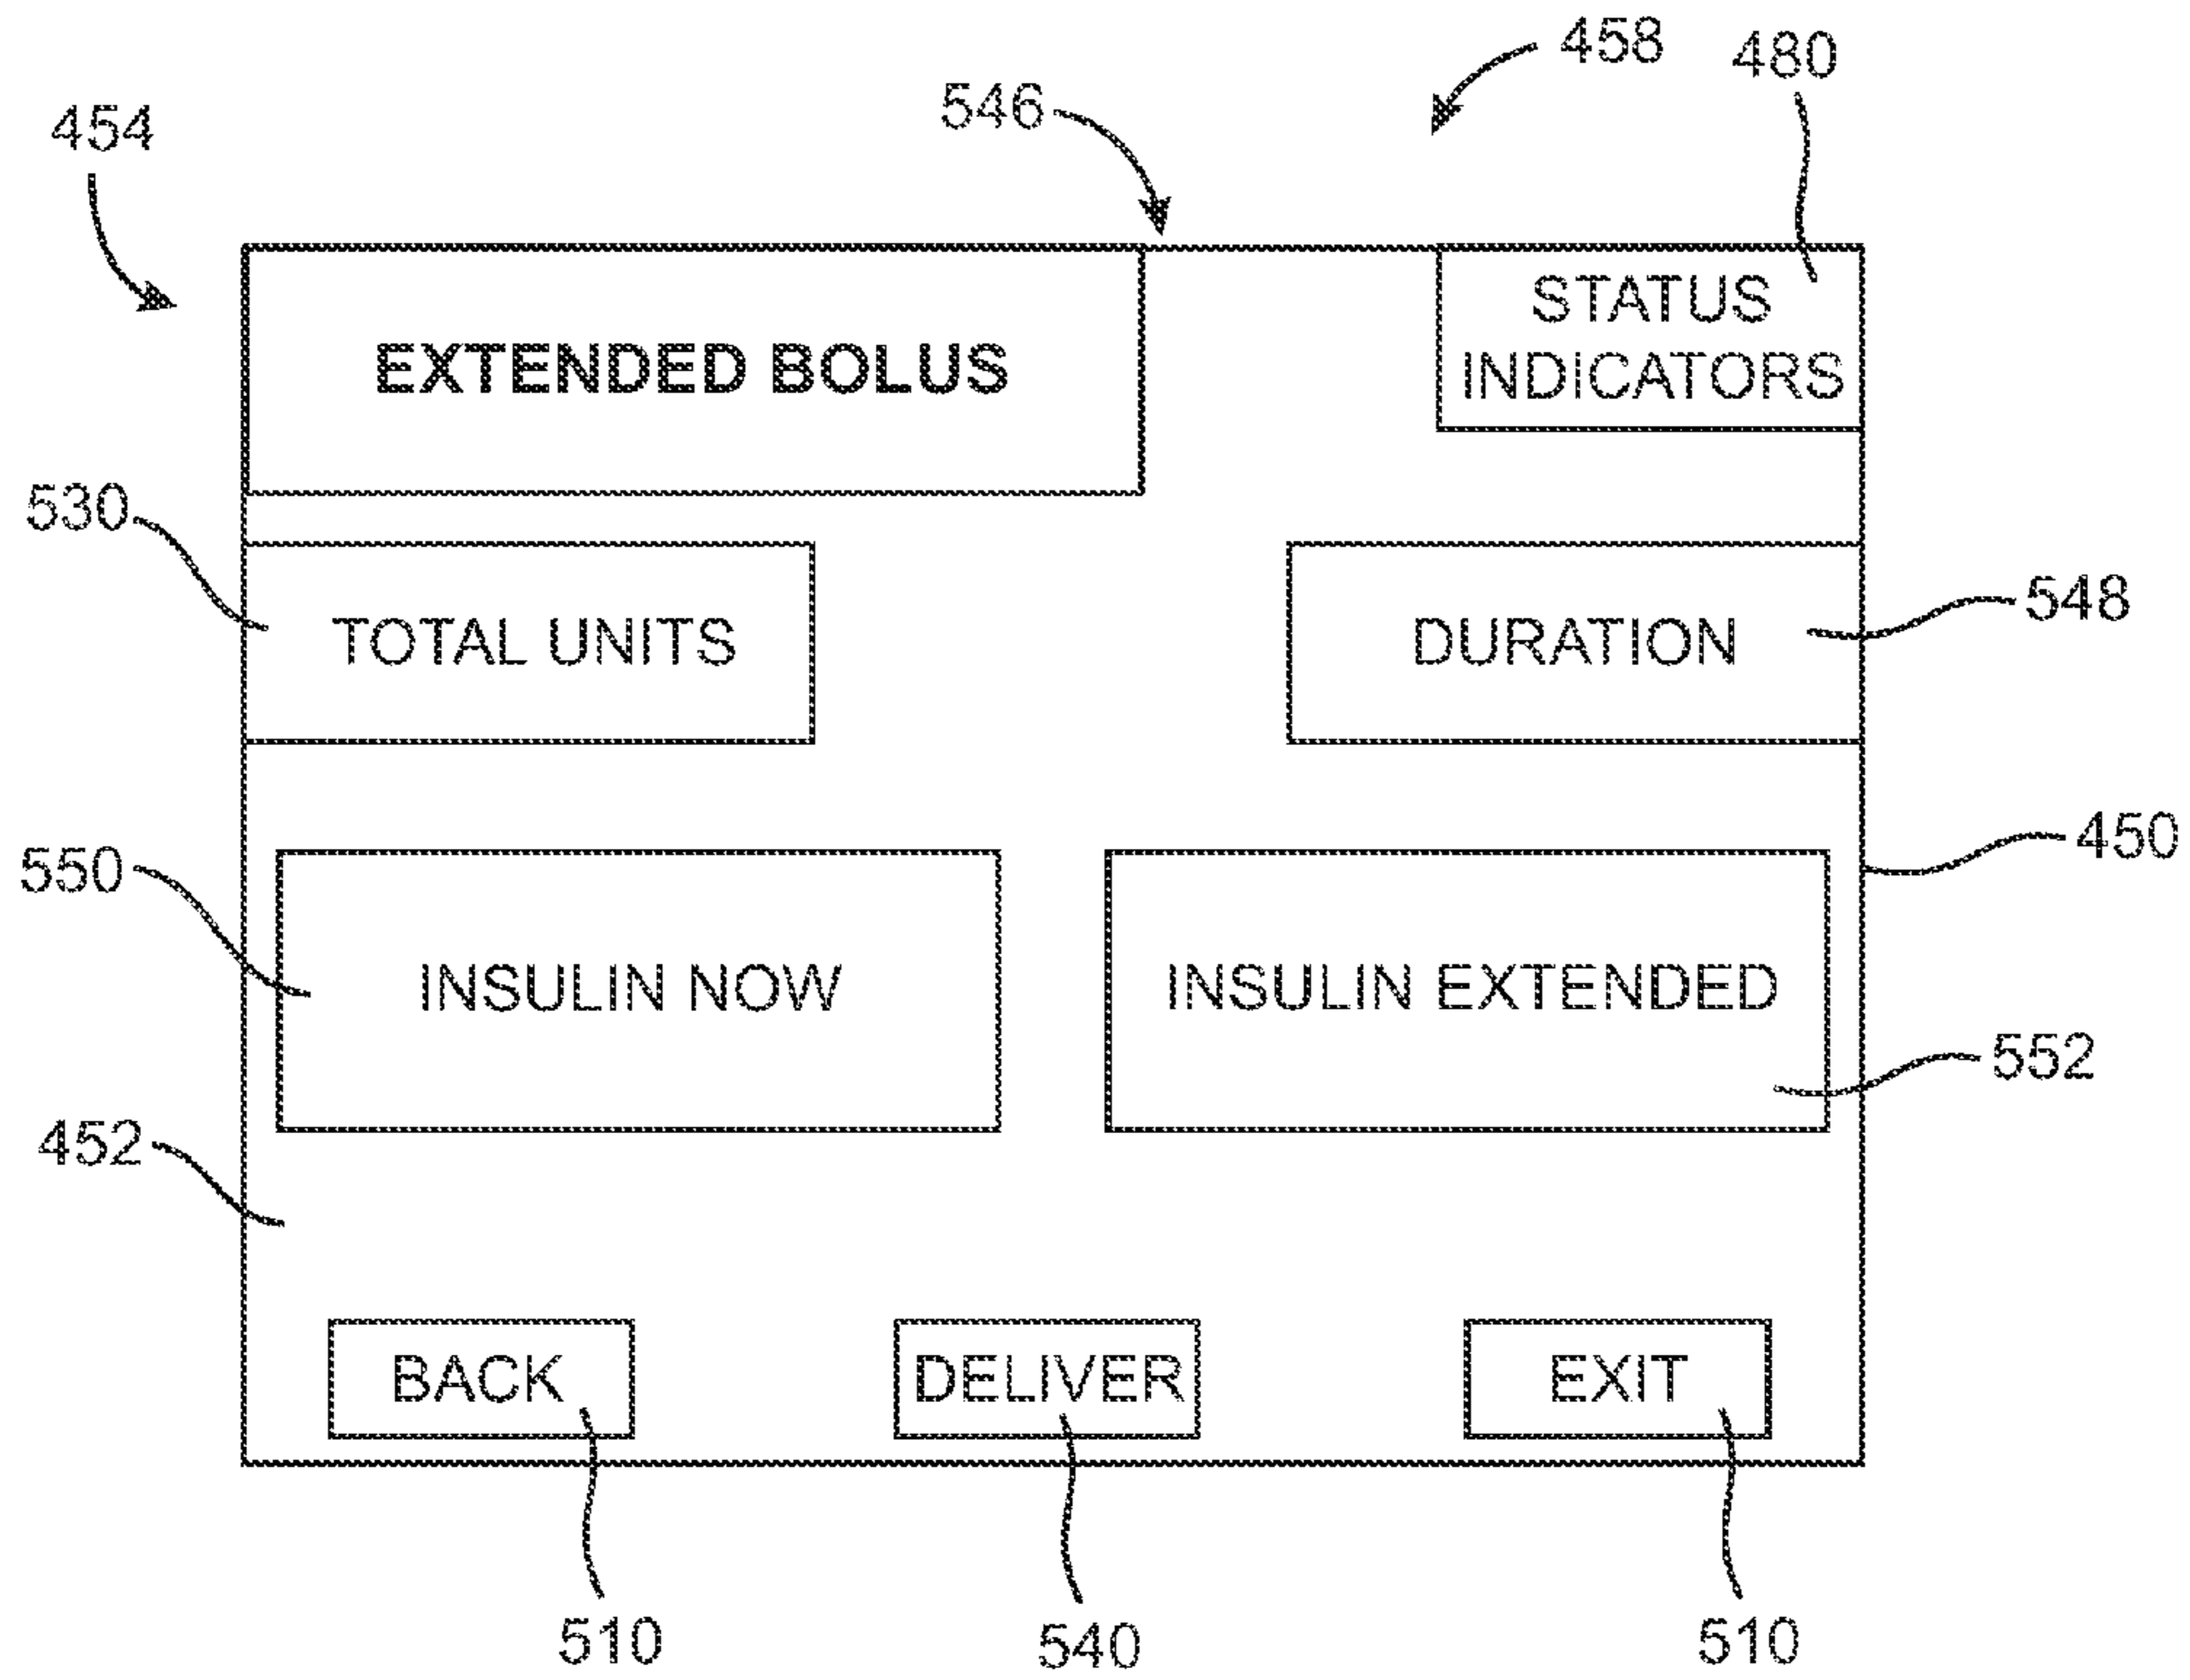 458
480
546
454
STATUS
INDICATORS
EXTENDED BOLUS
530
TOTAL UNITS
DURATION
548
450
550
INSULIN NOW
INSULIN EXTENDED
552
452
BACK
DELIVER
EXIT
510
540
510